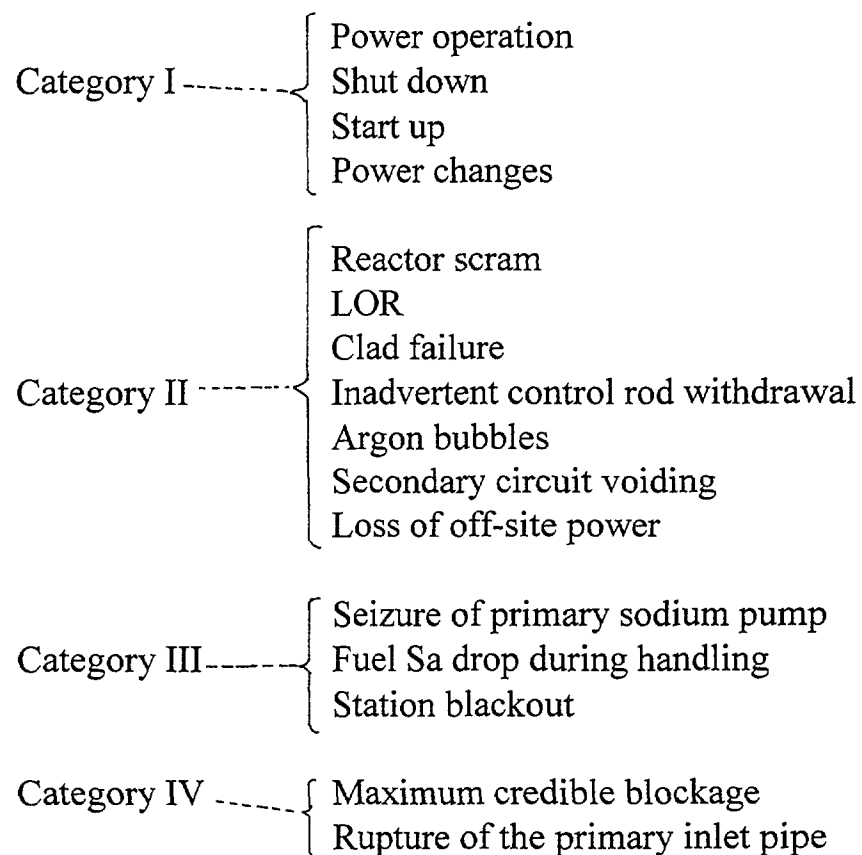 Power operation
Category I Shut down
Start up
Power changes
Reactor scram
LOR
Clad failure
Category II Inadvertent control rod withdrawal
Argon bubbles
Secondary circuit voiding
Loss of off-site power
Seizure of primary sodium pump
Category III Fuel Sa drop during handling
Station blackout
Category IV Maximum credible blockage
Rupture of the primary inlet pipe